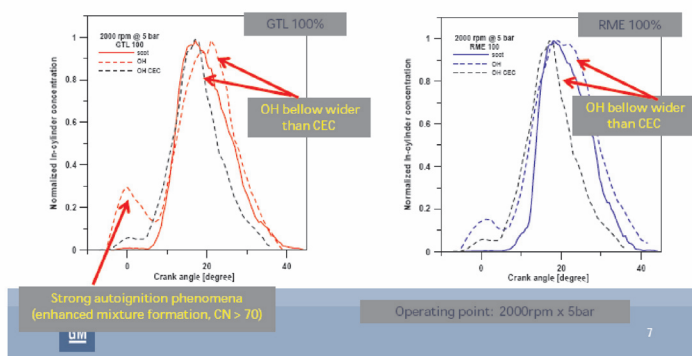 GTL 100%
2000 rpm @ 5 bar
GTL 100
soot
OH
OH CEC
OH bellow wider
than CEC
Normalized In-cylinder concentration
1
0.8
0.6
0.4
0.2
0
0
20
40
Crank angle [degree]
Strong autoignition phenomena
(enhanced mixture formation, CN > 70)
RME 100%
2000 rpm @ 5 bar
RME 100
soot
OH
OH CEC
OH bellow wider
than CEC
Normalized In-cylinder concentration
1
0.8
0.6
0.4
0.2
0
0
20
40
Crank angle [degree]
Operating point: 2000rpm x 5bar
GM
7